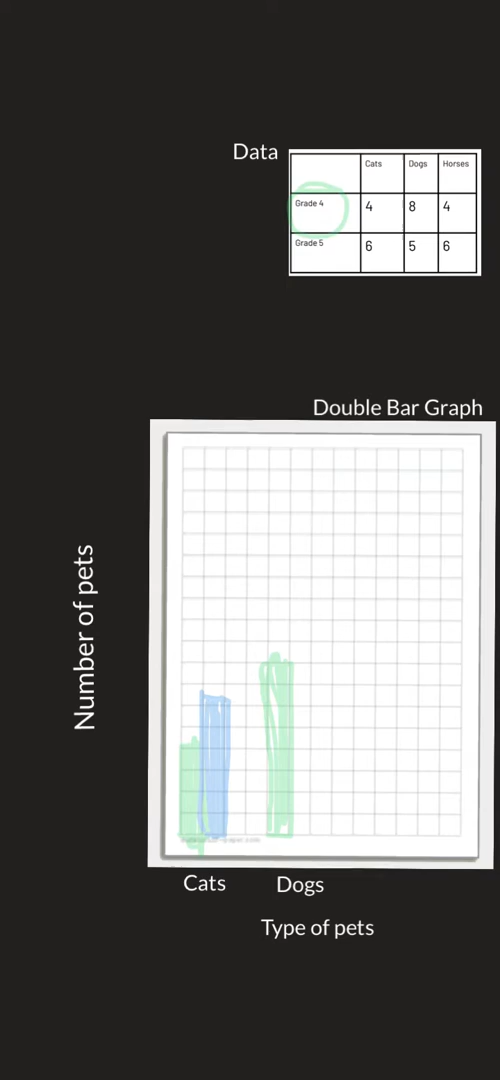 Data
Cats Dogs Horses
Grade 4 4 8 4
Grade 5 6 5 6
Double Bar Graph
Number of pets
Cats Dogs
Type of pets